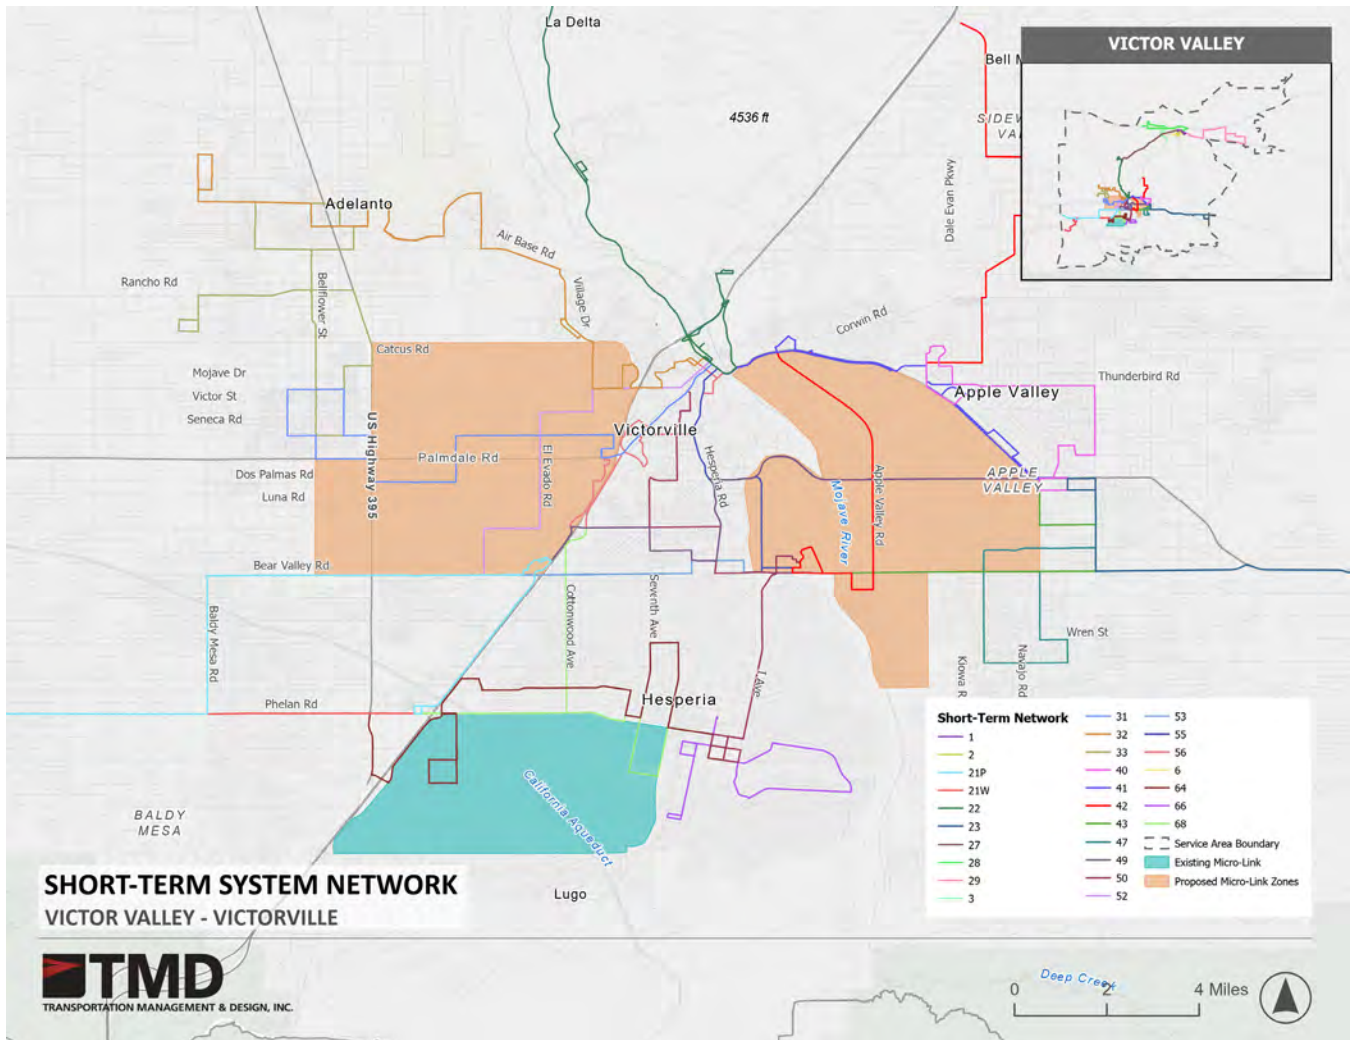 La Delta
VICTOR VALLEY
Bell M
4536 ft
SIDEW
VAL
Dale Evan Pkwy
Adelanto
Air Base Rd
Rancho Rd
Bellflower St
Village Dr
Corwin Rd
Catcus Rd
Mojave Dr
Thunderbird Rd
Victor St
Apple Valley
Seneca Rd
US Highway 395
Victorville
Palmdale Rd
El Evado Rd
Hesperia Rd
Dos Palmas Rd
Luna Rd
Mojave River
Apple Valley Rd
APPLE
VALLEY
Bear Valley Rd
Baldy Mesa Rd
Cottonwood Ave
Seventh Ave
I Ave
Wren St
Kiowa R
Navajo Rd
Phelan Rd
Hesperia
California Aqueduct
BALDY
MESA
Lugo
Short-Term Network
1
2
21P
21W
22
23
27
28
29
3
31
32
33
40
41
42
43
47
49
50
52
53
55
56
6
64
66
68
Service Area Boundary
Existing Micro-Link
Proposed Micro-Link Zones
SHORT-TERM SYSTEM NETWORK
VICTOR VALLEY - VICTORVILLE
TMD
TRANSPORTATION MANAGEMENT & DESIGN, INC.
Deep Creek
0 2 4 Miles